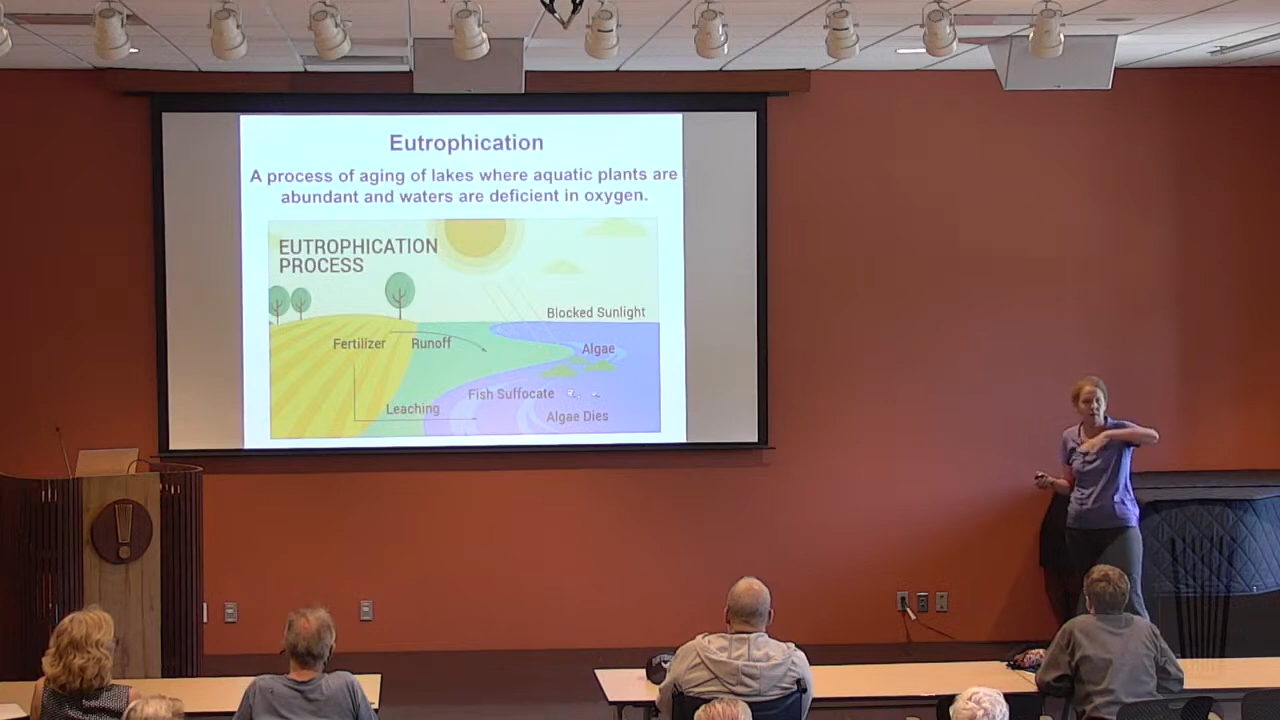 Eutrophication
A process of aging of lakes where aquatic plants are
abundant and waters are deficient in oxygen.
EUTROPHICATION
PROCESS
Blocked Sunlight
Fertilizer
Runoff
Algae
Fish Suffocate
Leaching
Algae Dies